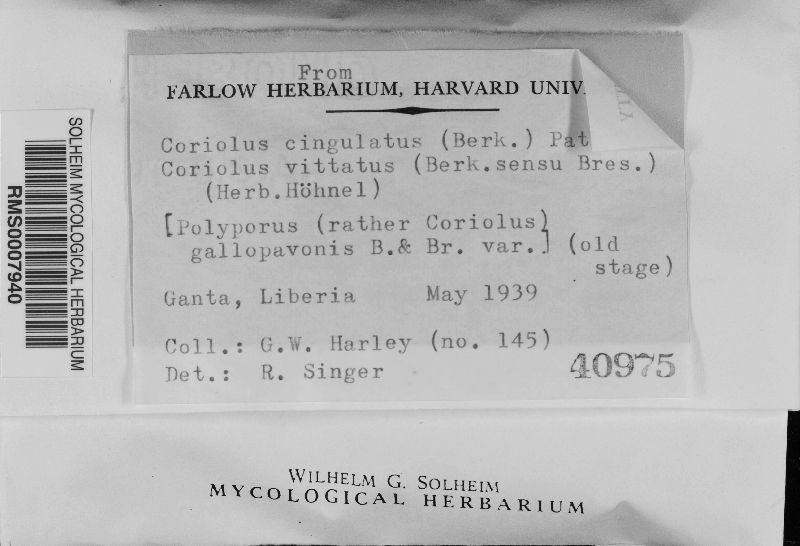 From
FARLOW HERBARIUM, HARVARD UNIV.
Coriolus cingulatus (Berk.) Pat
Coriolus vittatus (Berk.sensu Bres.)
(Herb.Höhnel)
[Polyporus (rather Coriolus)
gallopavonis B.& Br. var.] (old
stage)
Ganta, Liberia May 1939
Coll.: G.W. Harley (no. 145)
Det.: R. Singer
40975
SOLHEIM MYCOLOGICAL HERBARIUM
RMS0007940
WILHELM G. SOLHEIM
MYCOLOGICAL HERBARIUM